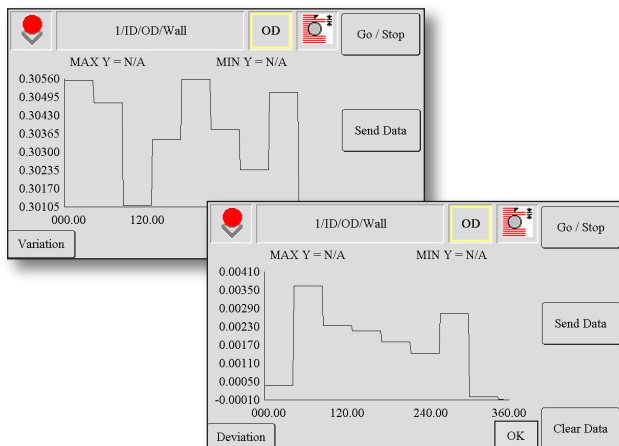 1/ID/OD/Wall OD Go / Stop
MAX Y = N/A MIN Y = N/A
0.30560
0.30495
0.30430
0.30365
0.30300
0.30235
0.30170
0.30105
Send Data
000.00 120.00
Variation
1/ID/OD/Wall OD Go / Stop
MAX Y = N/A MIN Y = N/A
0.00410
0.00350
0.00290
0.00230
0.00170
0.00110
0.00050
-0.00010
Send Data
000.00 120.00 240.00 360.00
Deviation OK Clear Data